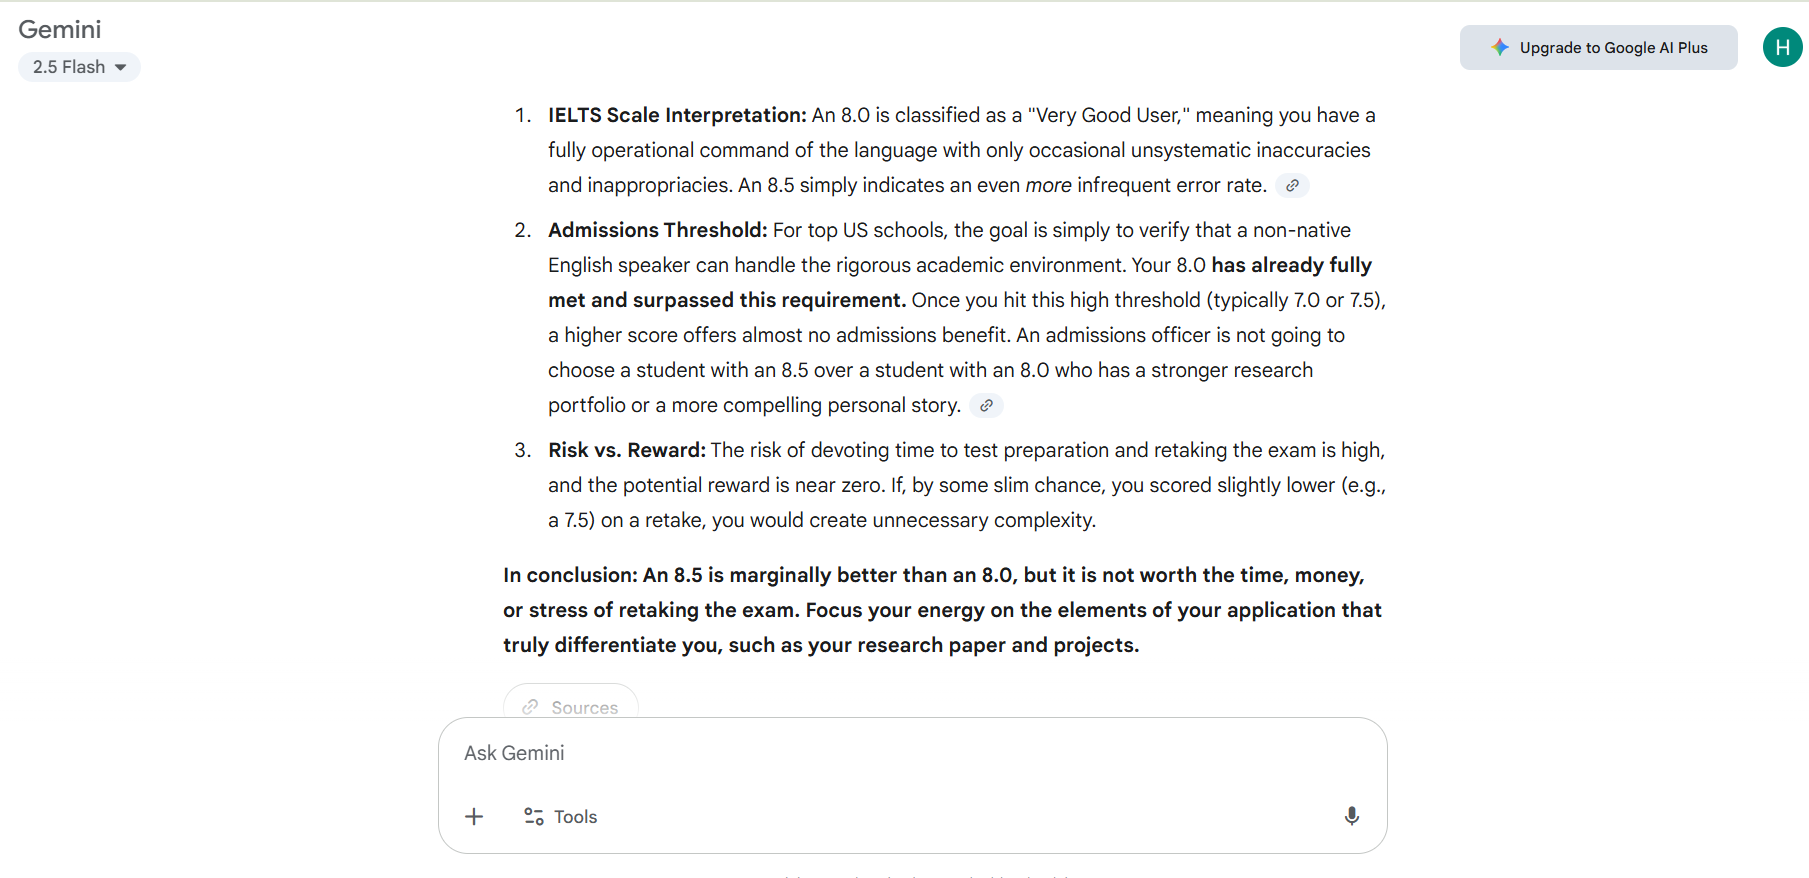 Gemini
2.5 Flash
Upgrade to Google AI Plus
H
1. IELTS Scale Interpretation: An 8.0 is classified as a "Very Good User," meaning you have a
fully operational command of the language with only occasional unsystematic inaccuracies
and inappropriacies. An 8.5 simply indicates an even more infrequent error rate.
2. Admissions Threshold: For top US schools, the goal is simply to verify that a non-native
English speaker can handle the rigorous academic environment. Your 8.0 has already fully
met and surpassed this requirement. Once you hit this high threshold (typically 7.0 or 7.5),
a higher score offers almost no admissions benefit. An admissions officer is not going to
choose a student with an 8.5 over a student with an 8.0 who has a stronger research
portfolio or a more compelling personal story.
3. Risk vs. Reward: The risk of devoting time to test preparation and retaking the exam is high,
and the potential reward is near zero. If, by some slim chance, you scored slightly lower (e.g.,
a 7.5) on a retake, you would create unnecessary complexity.
In conclusion: An 8.5 is marginally better than an 8.0, but it is not worth the time, money,
or stress of retaking the exam. Focus your energy on the elements of your application that
truly differentiate you, such as your research paper and projects.
Sources
Ask Gemini
Tools